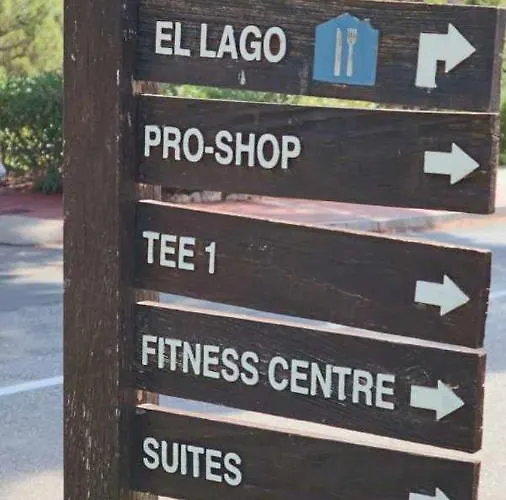 EL LAGO
PRO-SHOP
TEE 1
FITNESS CENTRE
SUITES